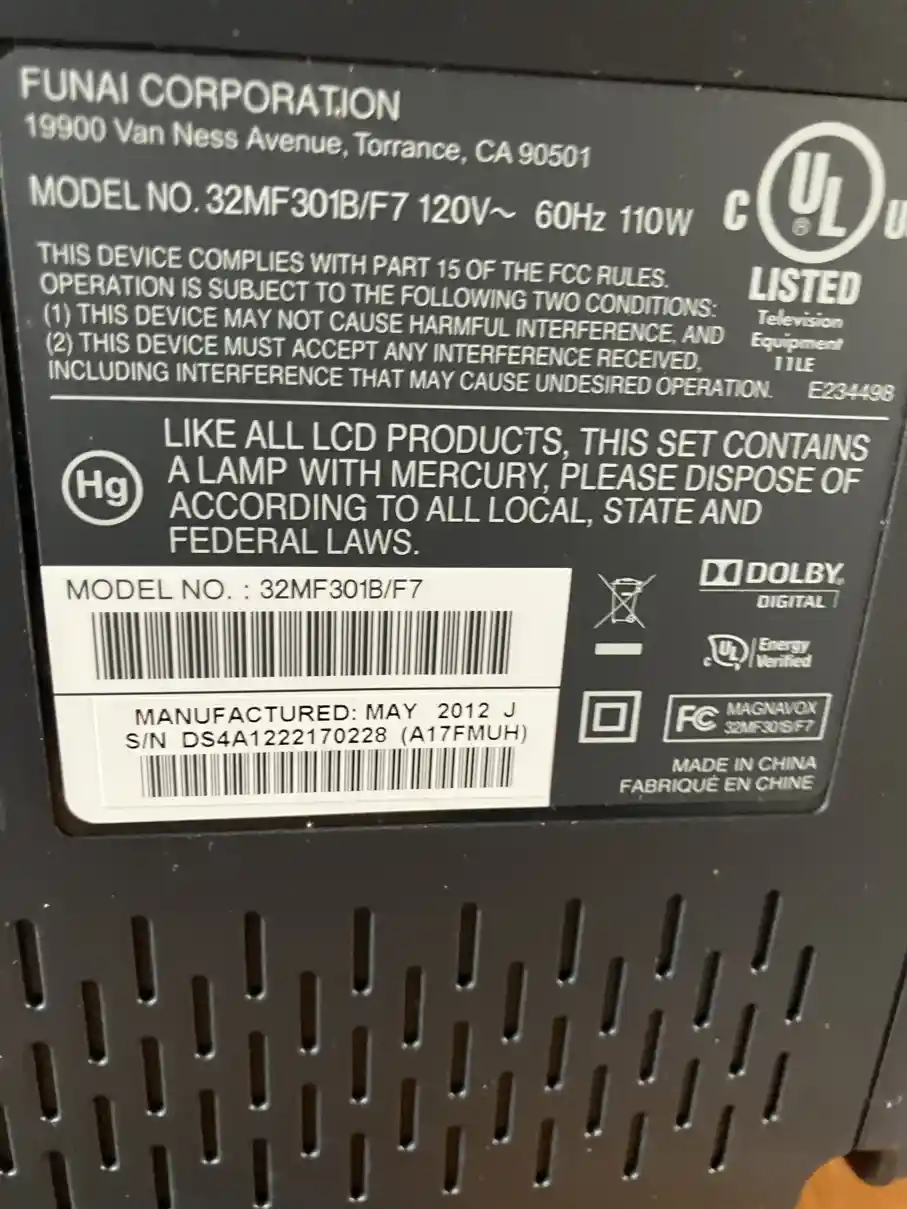 FUNAI CORPORATION
19900 Van Ness Avenue, Torrance, CA 90501
MODEL NO. 32MF301B/F7 120V~ 60Hz 110W
C UL ® U
LISTED
Television
Equipment
11LE
E234498
THIS DEVICE COMPLIES WITH PART 15 OF THE FCC RULES.
OPERATION IS SUBJECT TO THE FOLLOWING TWO CONDITIONS:
(1) THIS DEVICE MAY NOT CAUSE HARMFUL INTERFERENCE, AND
(2) THIS DEVICE MUST ACCEPT ANY INTERFERENCE RECEIVED,
INCLUDING INTERFERENCE THAT MAY CAUSE UNDESIRED OPERATION.
Hg
LIKE ALL LCD PRODUCTS, THIS SET CONTAINS
A LAMP WITH MERCURY, PLEASE DISPOSE OF
ACCORDING TO ALL LOCAL, STATE AND
FEDERAL LAWS.
MODEL NO. : 32MF301B/F7
MANUFACTURED: MAY 2012 J
S/N DS4A1222170228 (A17FMUH)
DOLBY®
DIGITAL
c UL Energy
Verified
FC MAGNAVOX
32MF301B/F7
MADE IN CHINA
FABRIQUÉ EN CHINE